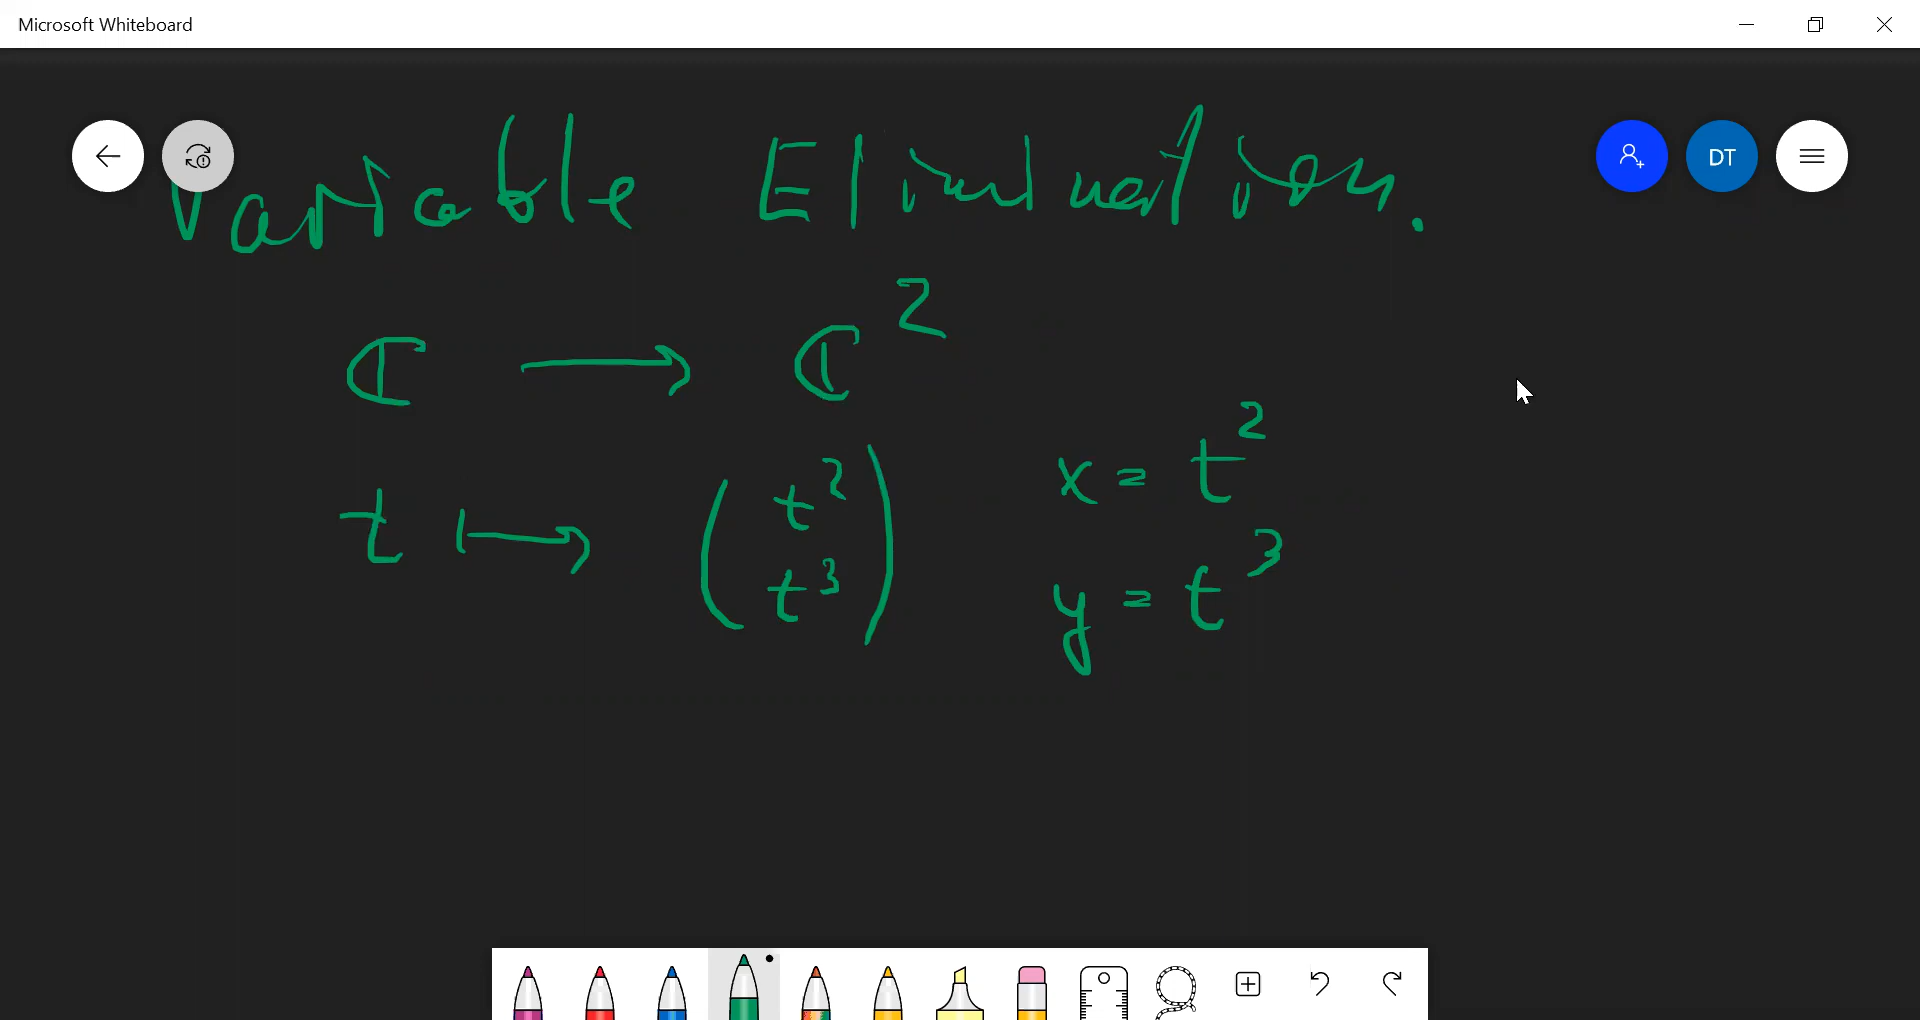 Microsoft Whiteboard
DT
Variable Elimination.
ℂ ⟶ ℂ²
t ⟼ (t² t³)
x = t²
y = t³